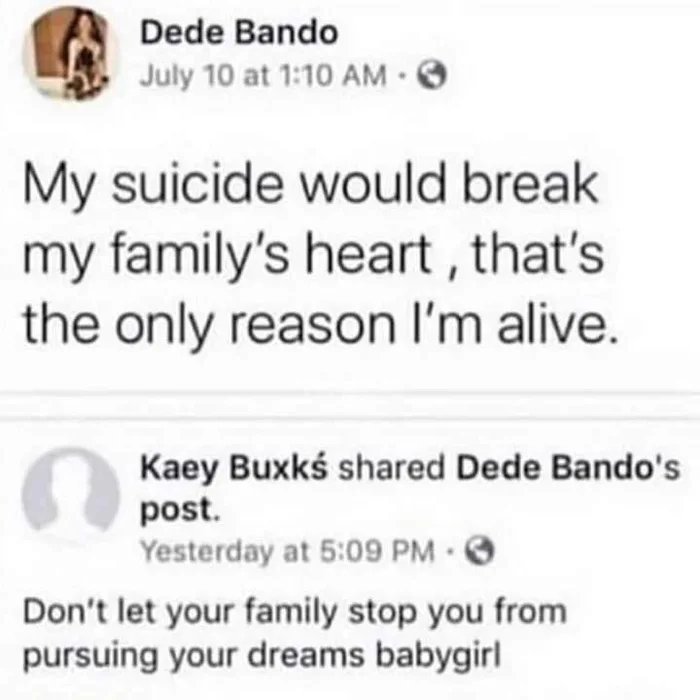 Dede Bando
July 10 at 1:10 AM ·
My suicide would break
my family's heart , that's
the only reason I'm alive.
Kaey Buxkś shared Dede Bando's
post.
Yesterday at 5:09 PM ·
Don't let your family stop you from
pursuing your dreams babygirl